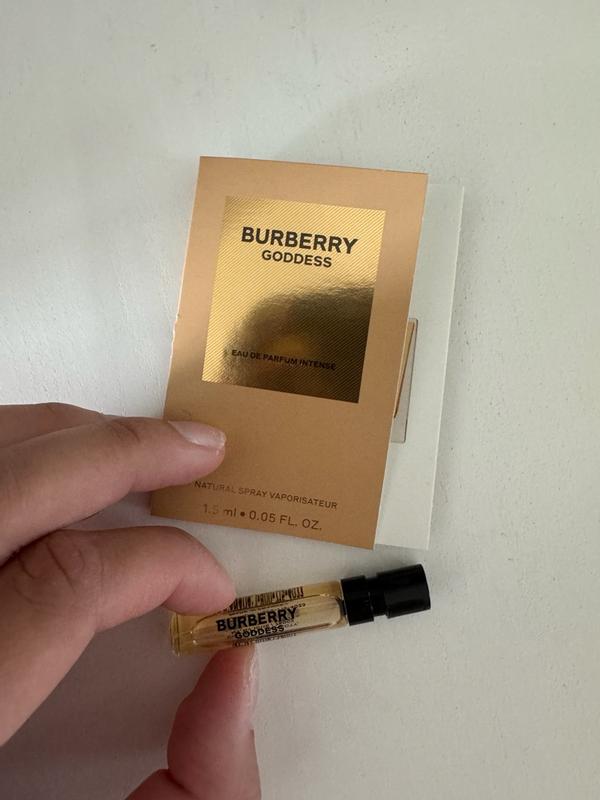 BURBERRY
GODDESS
EAU DE PARFUM INTENSE
NATURAL SPRAY VAPORISATEUR
1.5 ml • 0.05 FL. OZ.
BURBERRY
GODDESS